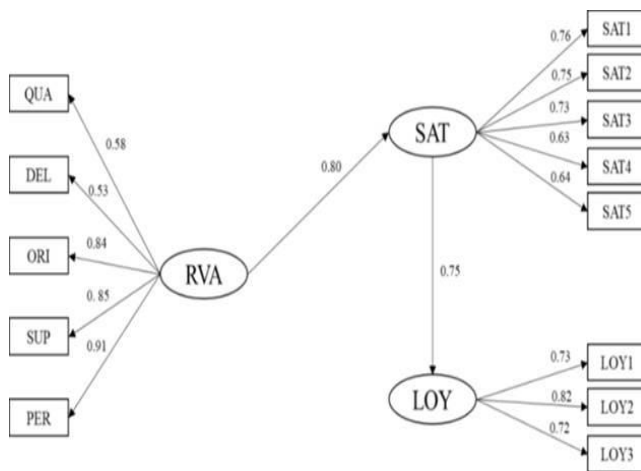 QUA
DEL
ORI
SUP
PER
0.58
0.53
0.84
0.85
0.91
RVA
0.80
SAT
0.75
LOY
0.76
0.75
0.73
0.63
0.64
SAT1
SAT2
SAT3
SAT4
SAT5
0.73
0.82
0.72
LOY1
LOY2
LOY3